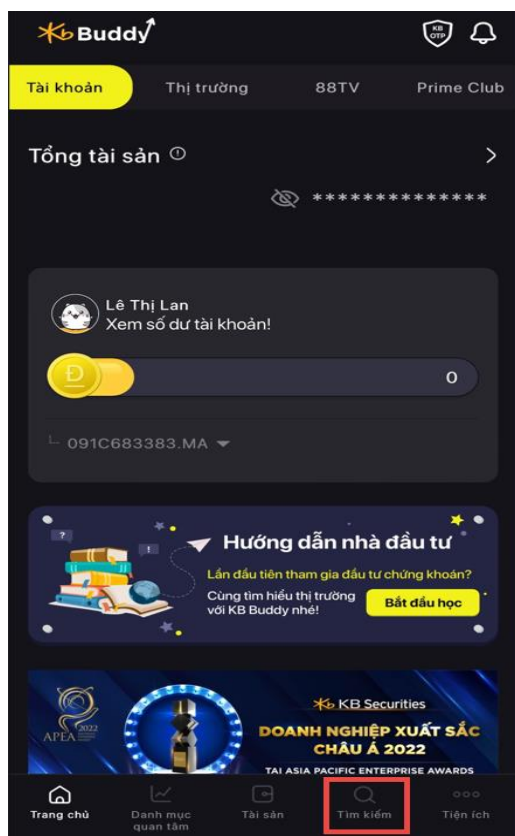 Kb Buddy
KB
OTP
Tài khoản
Thị trường
88TV
Prime Club
Tổng tài sản
**************
Lê Thị Lan
Xem số dư tài khoản!
Đ
0
091C683383.MA
?
!
Hướng dẫn nhà đầu tư
Lần đầu tiên tham gia đầu tư chứng khoán?
Cùng tìm hiểu thị trường
với KB Buddy nhé!
Bắt đầu học
APEA 2022
Kb KB Securities
DOANH NGHIỆP XUẤT SẮC
CHÂU Á 2022
TẠI ASIA PACIFIC ENTERPRISE AWARDS
Trang chủ
Danh mục
quan tâm
Tài sản
Tìm kiếm
Tiện ích